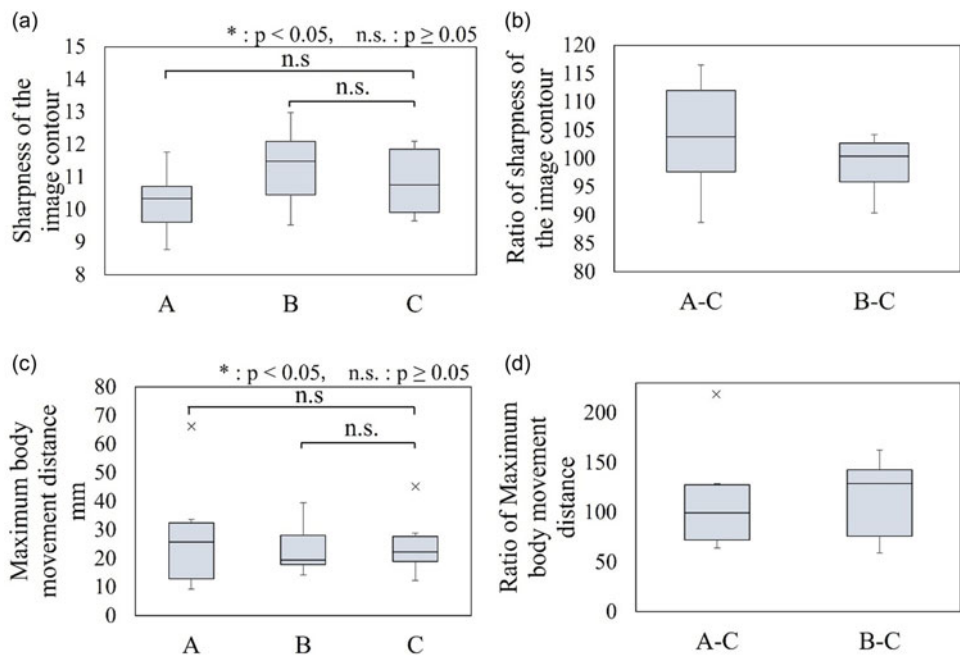 (a)
* : p < 0.05, n.s. : p ≥ 0.05
n.s
n.s.
Sharpness of the
image contour
15
14
13
12
11
10
9
8
A B C
(b)
Ratio of sharpness of
the image contour
120
115
110
105
100
95
90
85
80
A-C B-C
(c)
* : p < 0.05, n.s. : p ≥ 0.05
n.s
n.s.
Maximum body
movement distance
mm
80
70
60
50
40
30
20
10
0
A B C
(d)
Ratio of Maximum
body movement
distance
200
150
100
50
0
A-C B-C